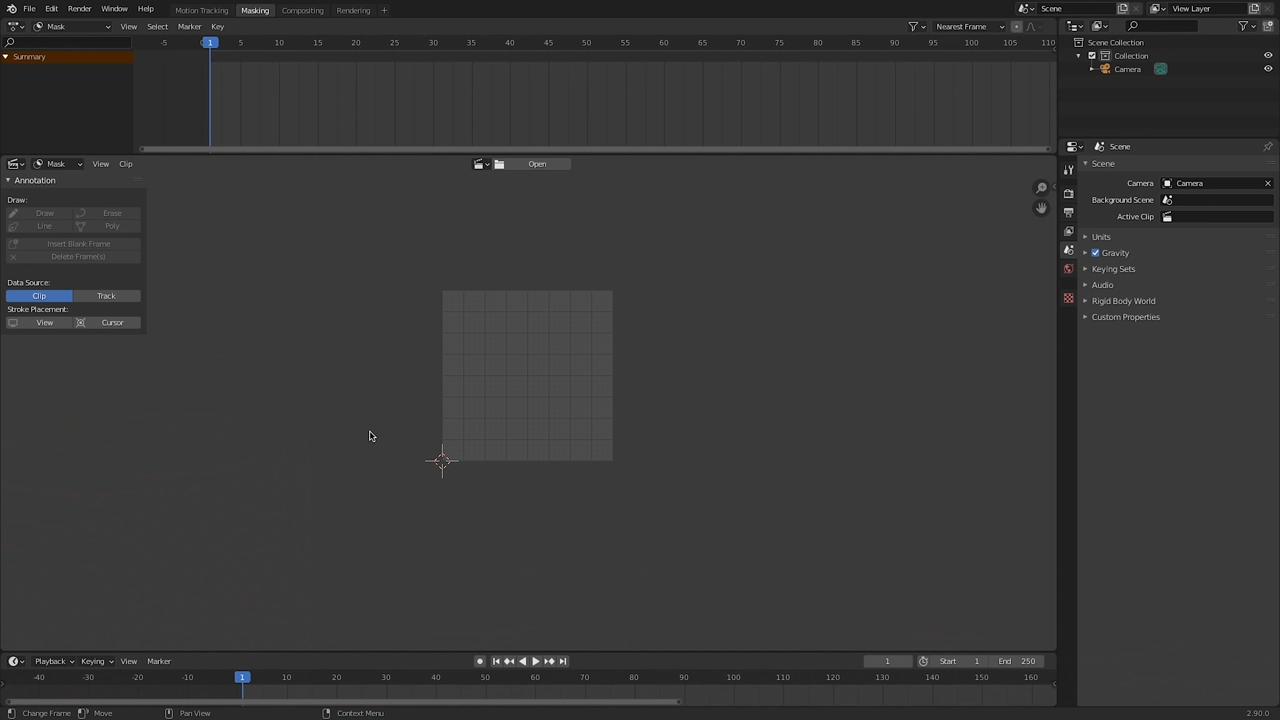 File Edit Render Window Help Motion Tracking Masking Compositing Rendering + Scene View Layer
Mask View Select Marker Key Nearest Frame
-5 1 5 10 15 20 25 30 35 40 45 50 55 60 65 70 75 80 85 90 95 100 105 110
Summary
Scene Collection
Collection
Camera
Mask View Clip Open
Annotation
Draw:
Draw Erase
Line Poly
Insert Blank Frame
Delete Frame(s)
Data Source:
Clip Track
Stroke Placement:
View Cursor
Scene
Scene
Camera Camera
Background Scene
Active Clip
Units
Gravity
Keying Sets
Audio
Rigid Body World
Custom Properties
Playback Keying View Marker 1 Start 1 End 250
-40 -30 -20 -10 1 10 20 30 40 50 60 70 80 90 100 110 120 130 140 150 160
Change Frame Move Pan View Context Menu 2.90.0